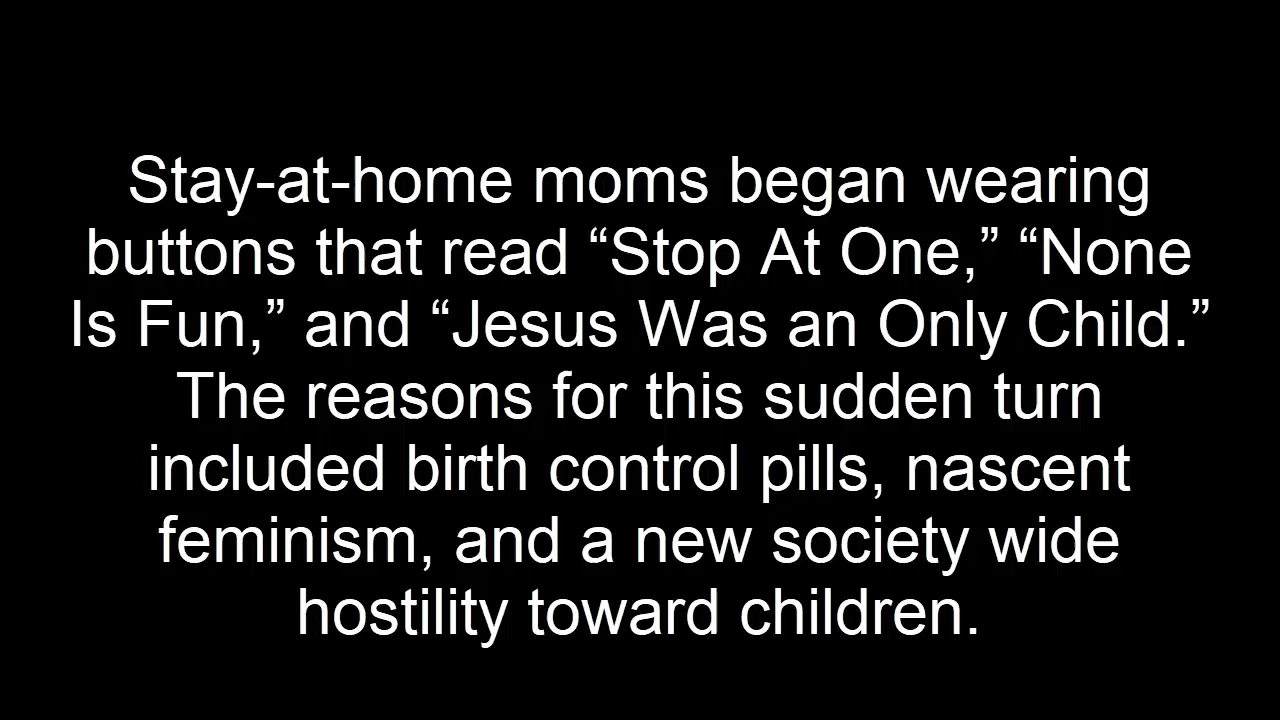 Stay-at-home moms began wearing
buttons that read “Stop At One,” “None
Is Fun,” and “Jesus Was an Only Child.”
The reasons for this sudden turn
included birth control pills, nascent
feminism, and a new society wide
hostility toward children.